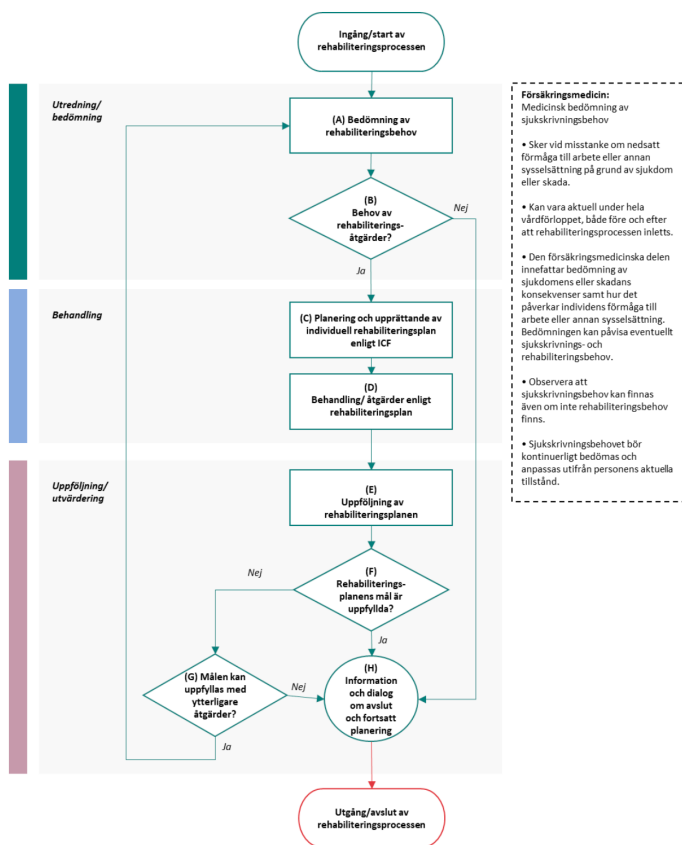 Ingång/start av
rehabiliteringsprocessen
Utredning/
bedömning
(A) Bedömning av
rehabiliteringsbehov
(B)
Behov av
rehabiliterings-
åtgärder?
Nej
Ja
Behandling
(C) Planering och upprättande av
individuell rehabiliteringsplan
enligt ICF
(D)
Behandling/ åtgärder enligt
rehabiliteringsplan
Uppföljning/
utvärdering
(E)
Uppföljning av
rehabiliteringsplanen
(F)
Rehabiliterings-
planens mål är
uppfyllda?
Nej
Ja
(G) Målen kan
uppfyllas med
ytterligare
åtgärder?
Nej
Ja
(H)
Information
och dialog
om avslut
och fortsatt
planering
Utgång/avslut av
rehabiliteringsprocessen
Försäkringsmedicin:
Medicinsk bedömning av
sjukskrivningsbehov
• Sker vid misstanke om nedsatt
förmåga till arbete eller annan
sysselsättning på grund av sjukdom
eller skada.
• Kan vara aktuell under hela
vårdförloppet, både före och efter
att rehabiliteringsprocessen inletts.
• Den försäkringsmedicinska delen
innefattar bedömning av
sjukdomens eller skadans
konsekvenser samt hur det
påverkar individens förmåga till
arbete eller annan sysselsättning.
Bedömningen kan påvisa eventuellt
sjukskrivnings- och
rehabiliteringsbehov.
• Observera att
sjukskrivningsbehov kan finnas
även om inte rehabiliteringsbehov
finns.
• Sjukskrivningsbehovet bör
kontinuerligt bedömas och
anpassas utifrån personens aktuella
tillstånd.